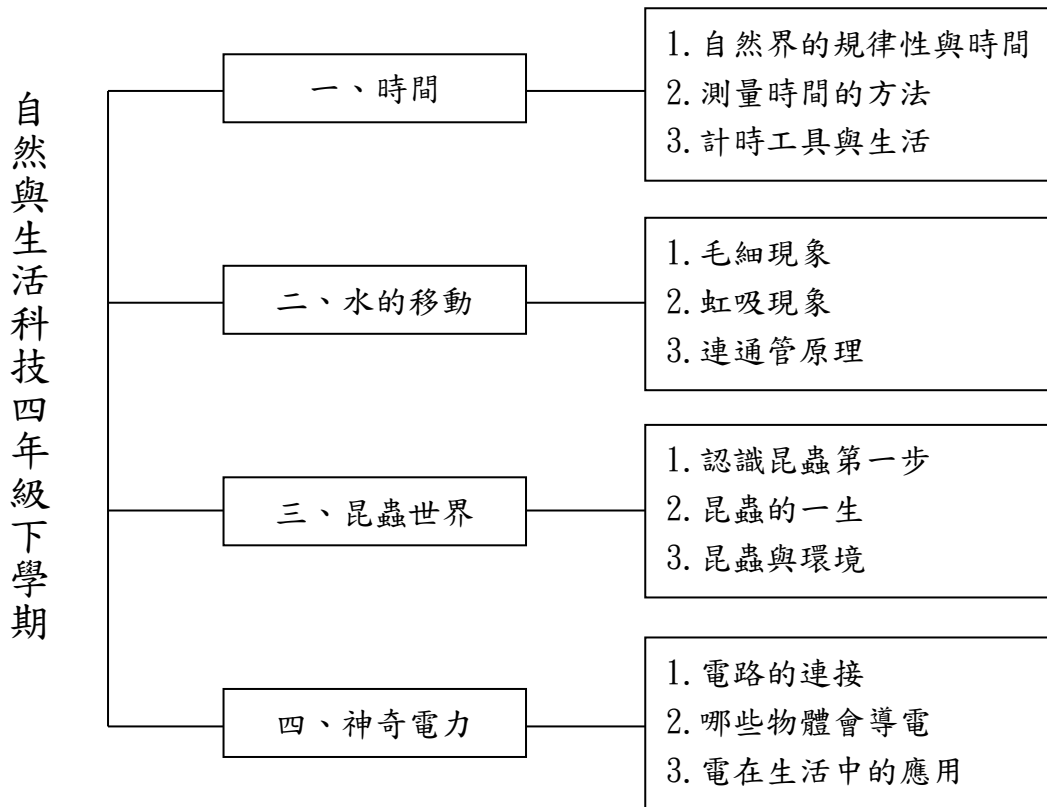 自然與生活科技四年級下學期
一、時間
1.自然界的規律性與時間
2.測量時間的方法
3.計時工具與生活
二、水的移動
1.毛細現象
2.虹吸現象
3.連通管原理
三、昆蟲世界
1.認識昆蟲第一步
2.昆蟲的一生
3.昆蟲與環境
四、神奇電力
1.電路的連接
2.哪些物體會導電
3.電在生活中的應用